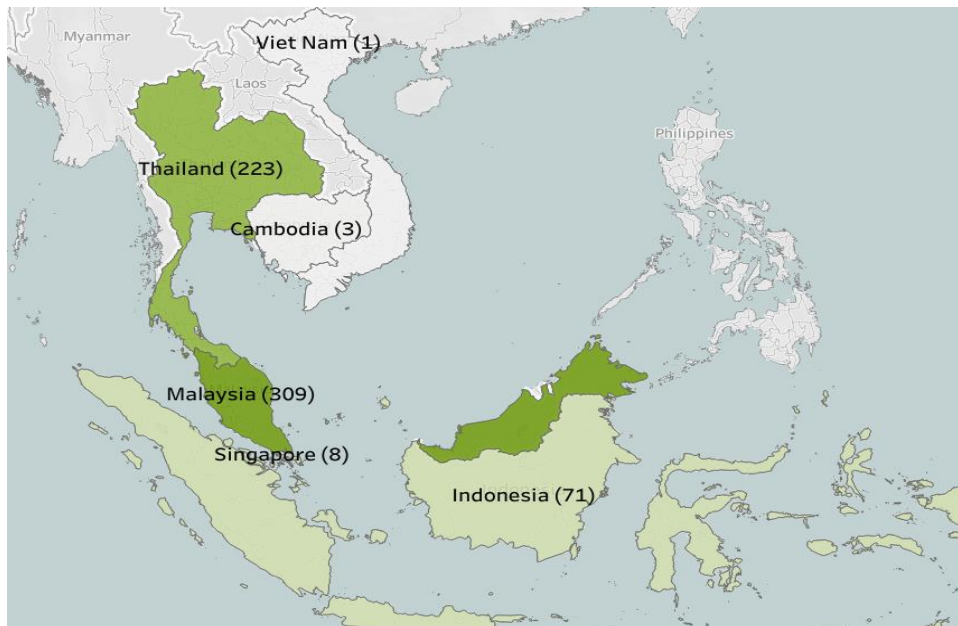 Myanmar
Viet Nam (1)
Laos
Philippines
Thailand (223)
Cambodia (3)
Malaysia (309)
Singapore (8)
Indonesia (71)